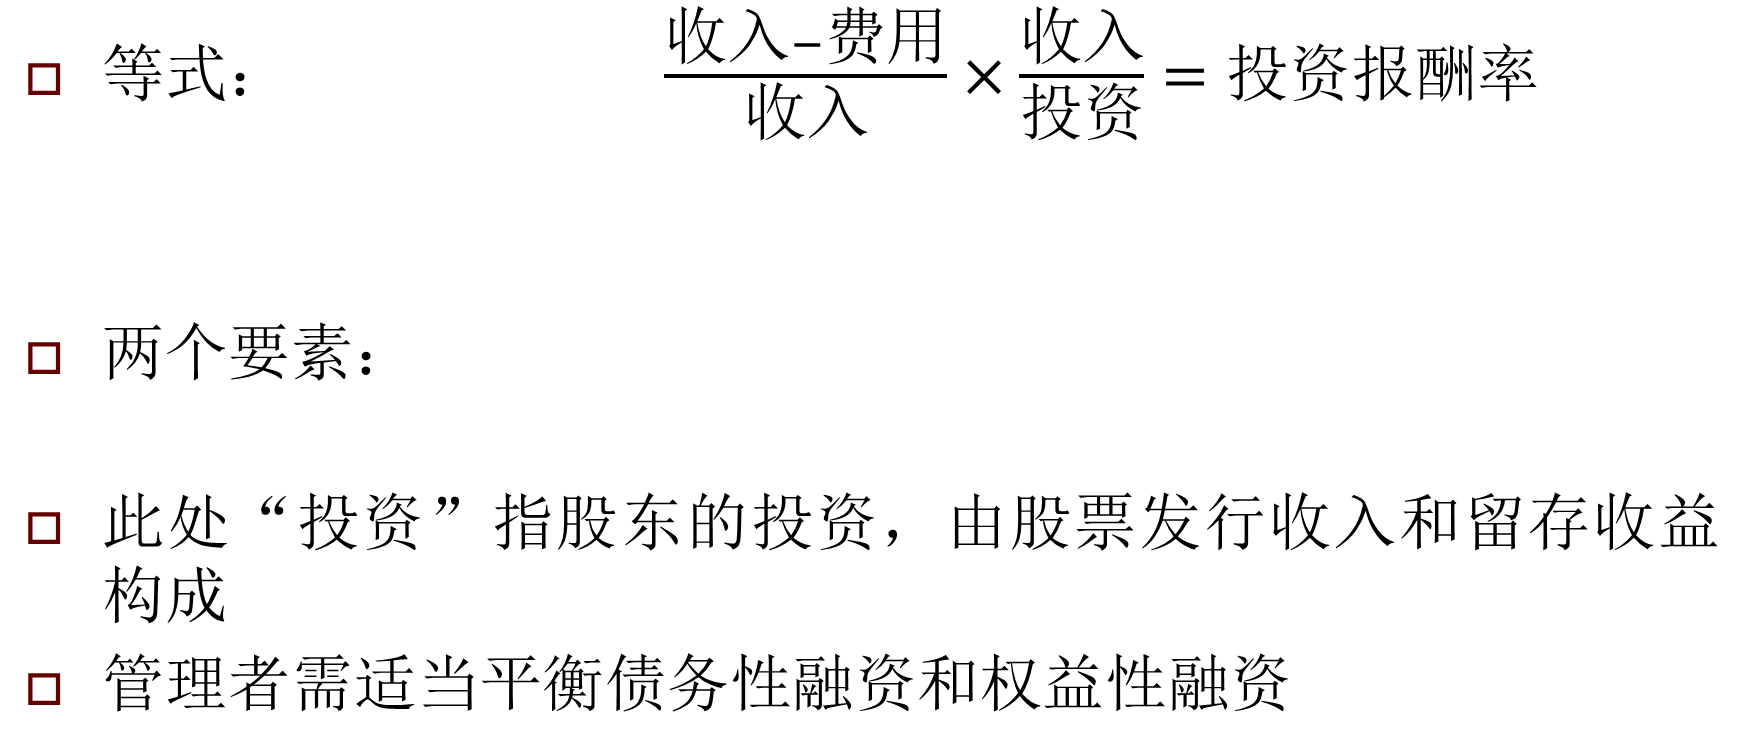 等式： 收入−费用/收入 × 收入/投资 = 投资报酬率
两个要素：
此处“投资”指股东的投资，由股票发行收入和留存收益
构成
管理者需适当平衡债务性融资和权益性融资